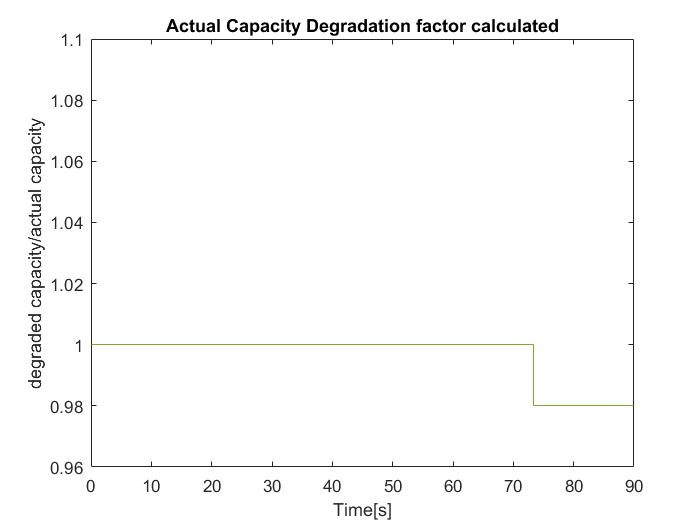 Actual Capacity Degradation factor calculated
1.1
1.08
1.06
1.04
1.02
1
0.98
0.96
degraded capacity/actual capacity
0 10 20 30 40 50 60 70 80 90
Time[s]